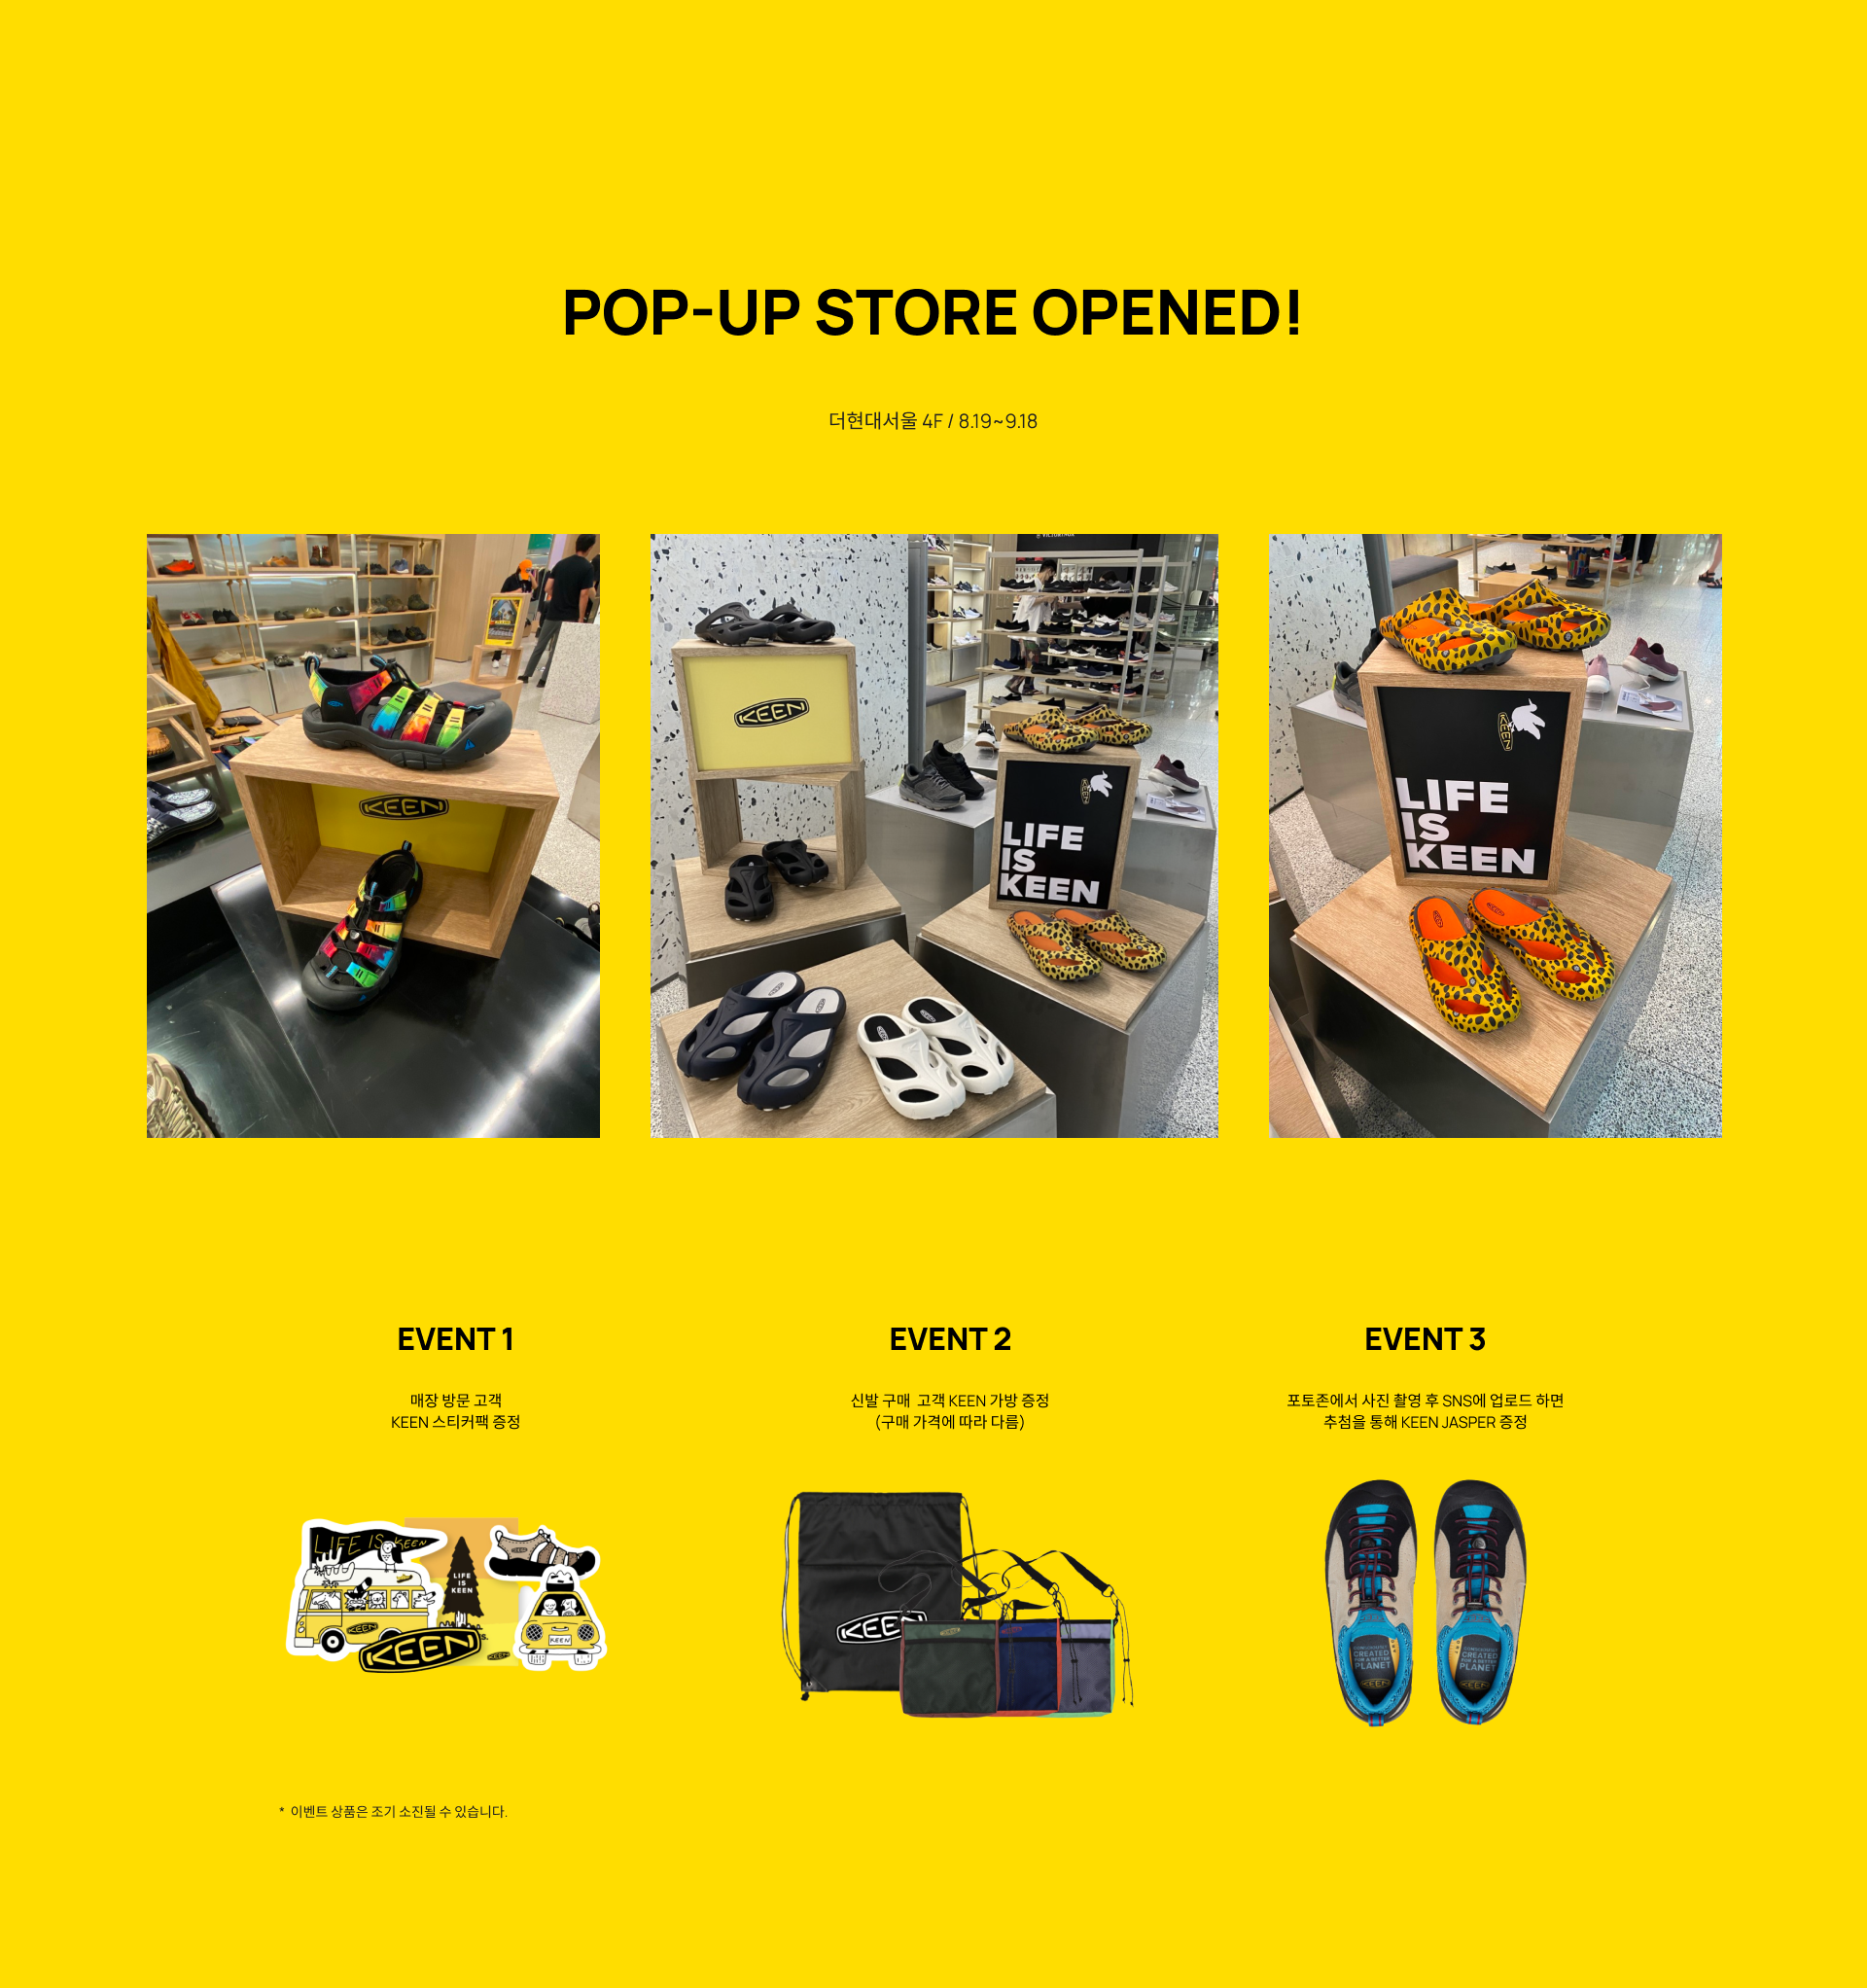 POP-UP STORE OPENED!
더현대서울 4F / 8.19~9.18
KEEN
KEEN
KEEN
LIFE
IS
KEEN
KEEN
LIFE
IS
KEEN
EVENT 1
매장 방문 고객
KEEN 스티커팩 증정
EVENT 2
신발 구매 고객 KEEN 가방 증정
(구매 가격에 따라 다름)
EVENT 3
포토존에서 사진 촬영 후 SNS에 업로드 하면
추첨을 통해 KEEN JASPER 증정
LIFE IS KEEN
LIFE
IS
KEEN
KEEN
KEEN
KEEN
KEEN
CREATED
FOR A BETTER
PLANET
KEEN
CREATED
FOR A BETTER
PLANET
KEEN
* 이벤트 상품은 조기 소진될 수 있습니다.